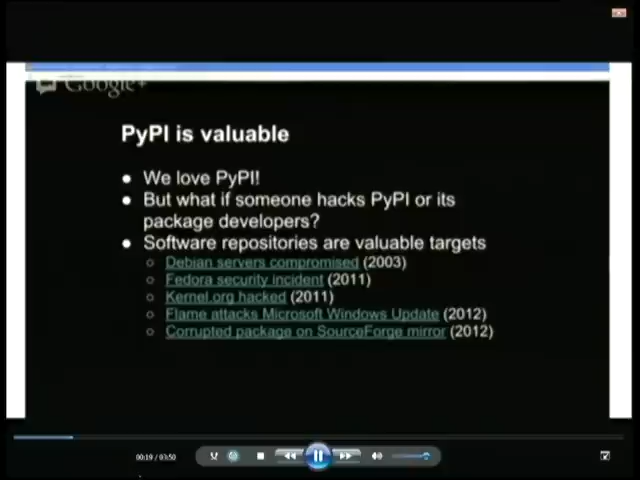 Google+
PyPI is valuable
● We love PyPI!
● But what if someone hacks PyPI or its
package developers?
● Software repositories are valuable targets
○ Debian servers compromised (2003)
○ Fedora security incident (2011)
○ Kernel.org hacked (2011)
○ Flame attacks Microsoft Windows Update (2012)
○ Corrupted package on SourceForge mirror (2012)
00:19 / 03:50